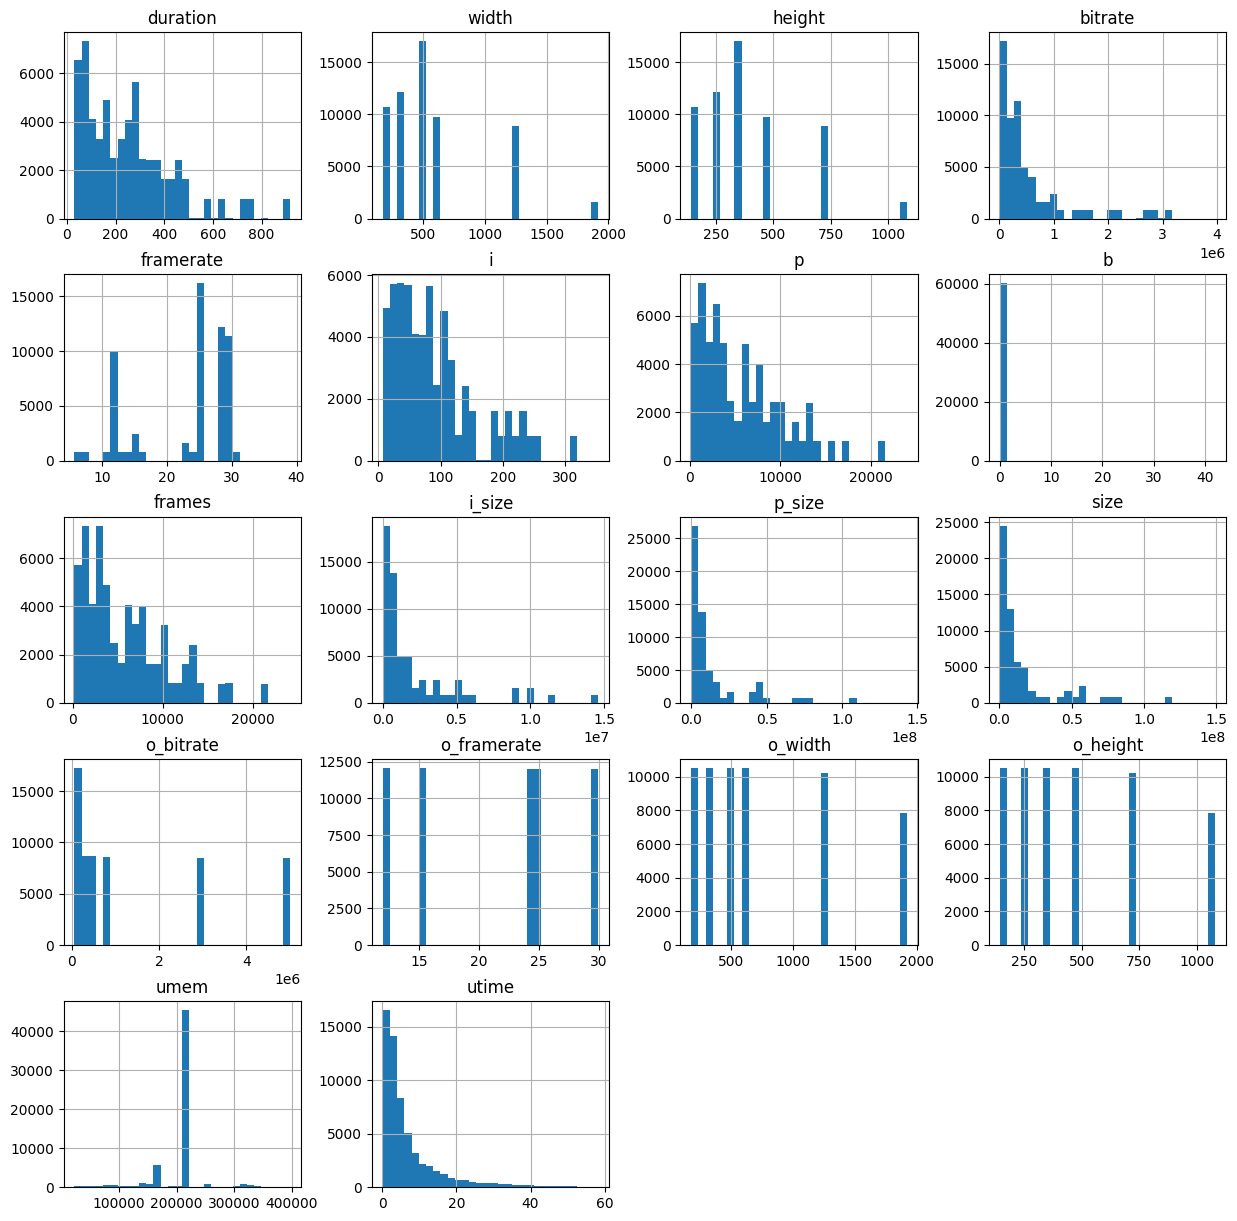 duration width height bitrate
6000 15000 15000 15000
4000 10000 10000 10000
2000 5000 5000 5000
0 0 0 0
0 200 400 600 800 500 1000 1500 2000 250 500 750 1000 0 1 2 3 4
1e6
framerate i p b
15000 6000 6000 60000
10000 4000 4000 40000
5000 2000 2000 20000
0 0 0 0
10 20 30 40 0 100 200 300 0 10000 20000 0 10 20 30 40
frames i_size p_size size
6000 15000 25000 25000
4000 10000 20000 20000
2000 5000 15000 15000
0 0 10000 10000
5000 5000
0 0
0 10000 20000 0.0 0.5 1.0 1.5 0.0 0.5 1.0 1.5 0.0 0.5 1.0 1.5
1e7 1e8 1e8
o_bitrate o_framerate o_width o_height
15000 12500 10000 10000
10000 10000 8000 8000
5000 7500 6000 6000
0 5000 4000 4000
2500 2000 2000
0 0 0
0 2 4 15 20 25 30 500 1000 1500 2000 250 500 750 1000
1e6
umem utime
40000 15000
30000 10000
20000 5000
10000 0
0
100000 200000 300000 400000 0 20 40 60